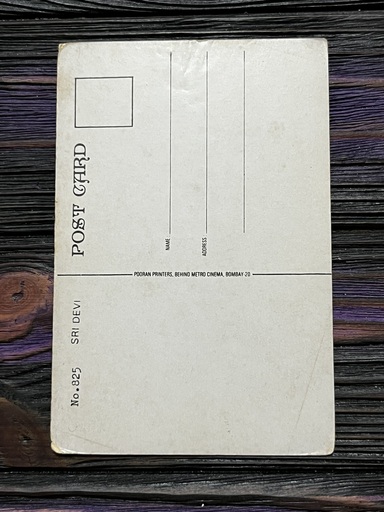 No.825 SRI DEVI
POST CARD
POORAN PRINTERS, BEHIND METRO CINEMA, BOMBAY 20
NAME
ADDRESS